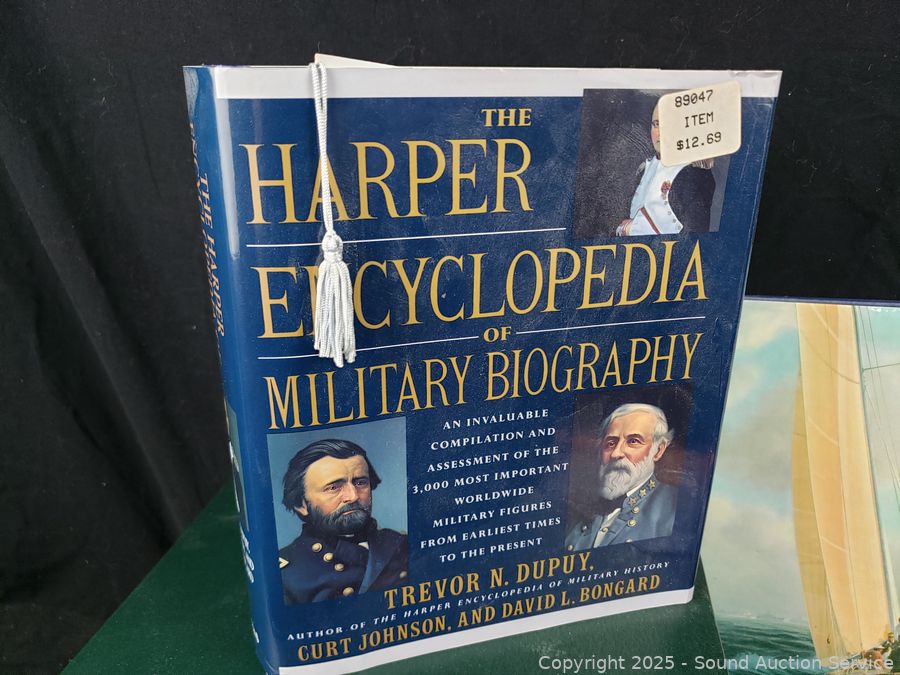 89047
ITEM
$12.69
THE
HARPER
ENCYCLOPEDIA
OF
MILITARY BIOGRAPHY
AN INVALUABLE
COMPILATION AND
ASSESSMENT OF THE
3,000 MOST IMPORTANT
WORLDWIDE
MILITARY FIGURES
FROM EARLIEST TIMES
TO THE PRESENT
TREVOR N. DUPUY,
AUTHOR OF THE HARPER ENCYCLOPEDIA OF MILITARY HISTORY
CURT JOHNSON, AND DAVID L. BONGARD
THE HARPER
Copyright 2025 - Sound Auction Service